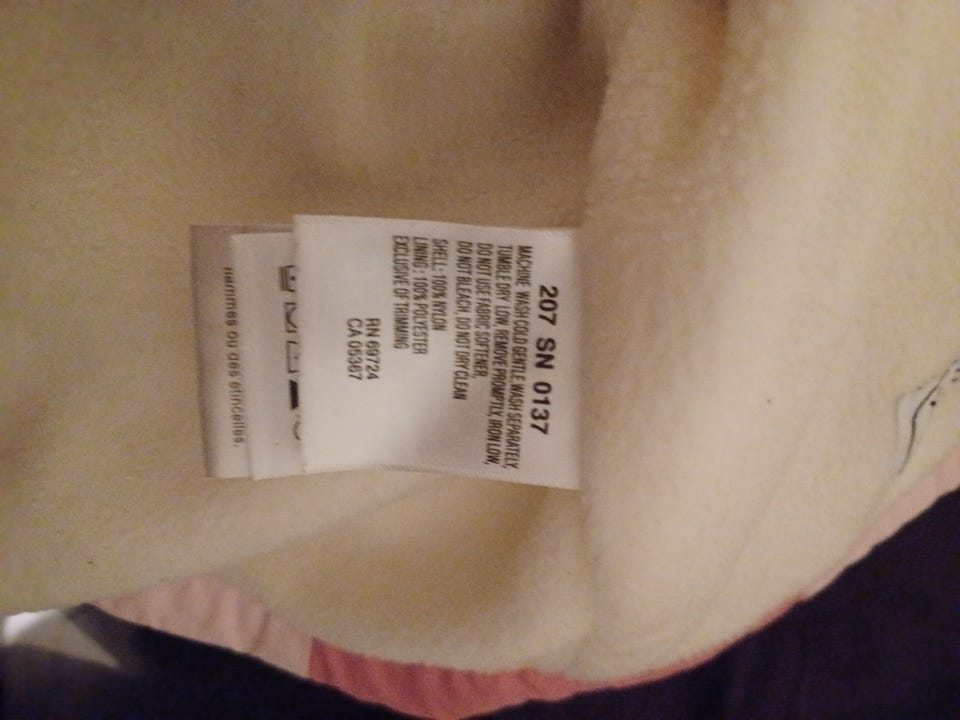 207 SN 0137
MACHINE WASH COLD GENTLE, WASH SEPARATELY,
TUMBLE DRY LOW, REMOVE PROMPTLY, IRON LOW,
DO NOT USE FABRIC SOFTENER,
DO NOT BLEACH, DO NOT DRY CLEAN
SHELL: 100% NYLON
LINING : 100% POLYESTER
EXCLUSIVE OF TRIMMING
RN 69724
CA 05367
flammes ou des étincelles.